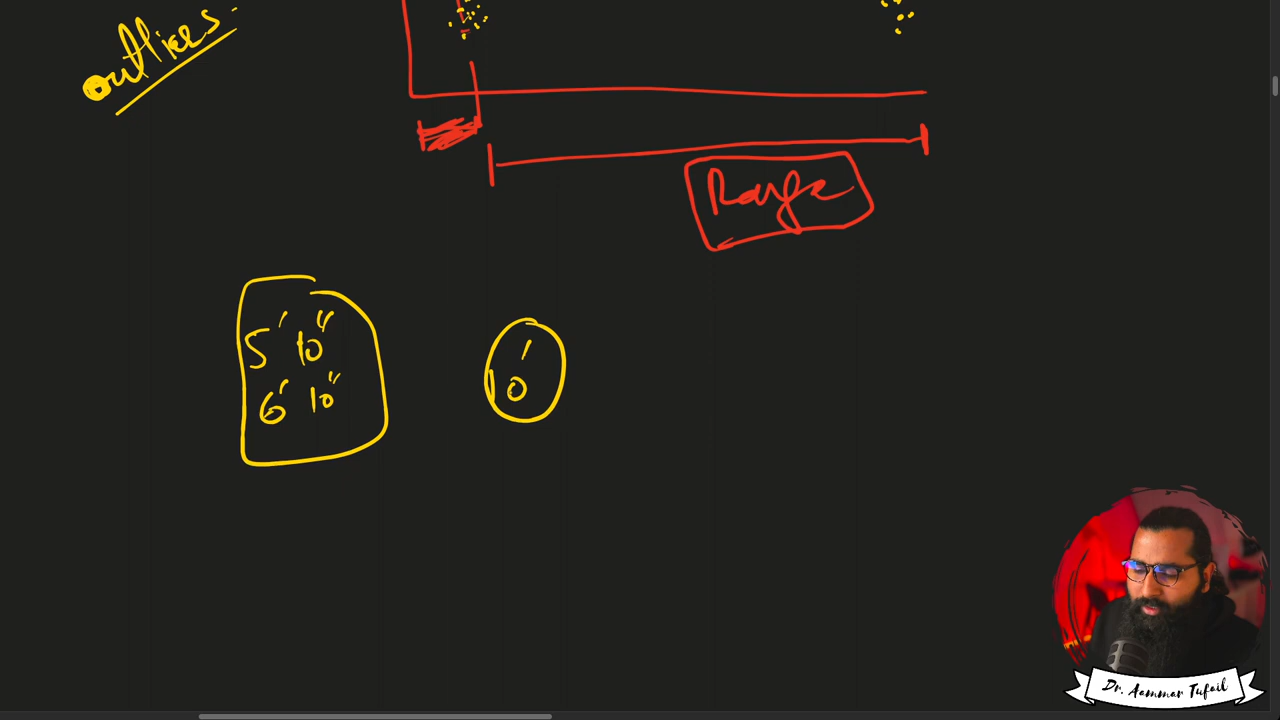 outliers.
Range
5' 10"
6' 10"
10'
Dr. Aammar Tufail